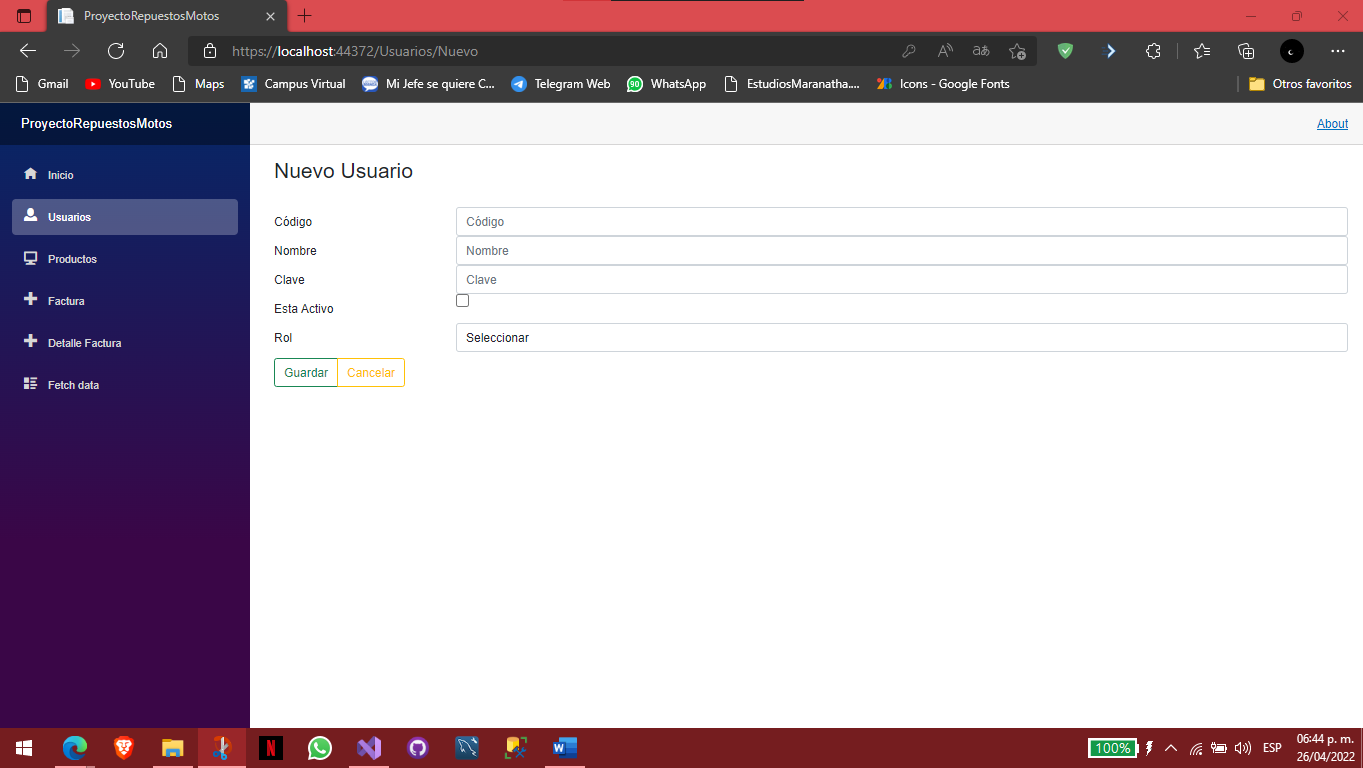 ProyectoRepuestosMotos
https://localhost:44372/Usuarios/Nuevo
Gmail YouTube Maps Campus Virtual Mi Jefe se quiere C... Telegram Web WhatsApp EstudiosMaranatha.... Icons - Google Fonts Otros favoritos
ProyectoRepuestosMotos About
Inicio
Usuarios
Productos
Factura
Detalle Factura
Fetch data
Nuevo Usuario
Código Código
Nombre Nombre
Clave Clave
Esta Activo
Rol Seleccionar
Guardar Cancelar
100% ESP
06:44 p. m.
26/04/2022